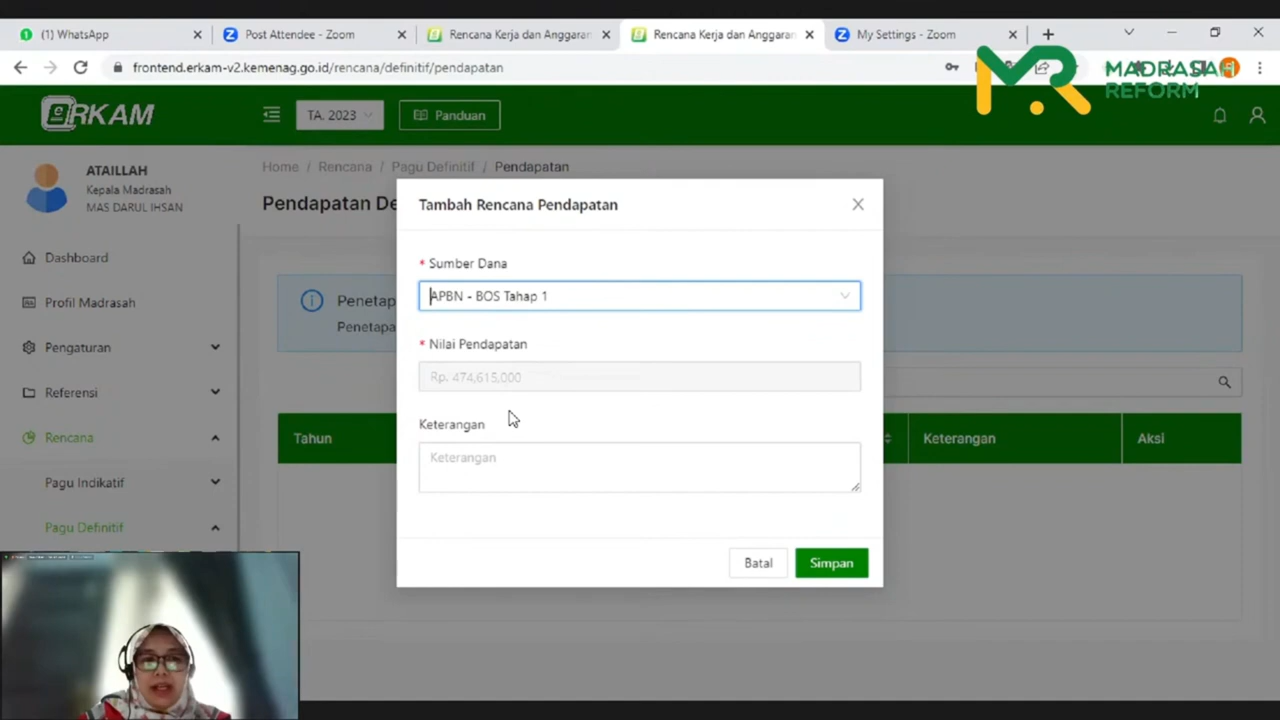 (1) WhatsApp
Post Attendee - Zoom
Rencana Kerja dan Anggaran
Rencana Kerja dan Anggaran
My Settings - Zoom
frontend.erkam-v2.kemenag.go.id/rencana/definitif/pendapatan
MADRASAH
REFORM
eRKAM
TA. 2023
Panduan
ATAILLAH
Kepala Madrasah
MAS DARUL IHSAN
Home / Rencana / Pagu Definitif / Pendapatan
Pendapatan De
Dashboard
Profil Madrasah
Pengaturan
Referensi
Rencana
Pagu Indikatif
Pagu Definitif
Penetap
Penetapa
Tahun
Keterangan
Aksi
Tambah Rencana Pendapatan
* Sumber Dana
APBN - BOS Tahap 1
* Nilai Pendapatan
Rp. 474,615,000
Keterangan
Keterangan
Batal
Simpan